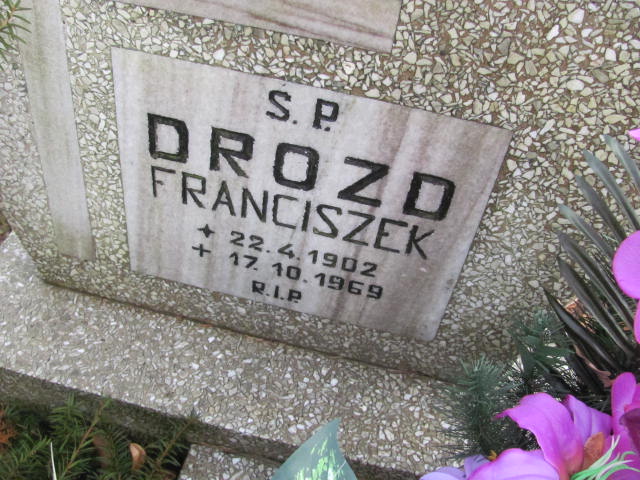 Ś. P.
DROZD
FRANCISZEK
✦ 22.4.1902
+ 17.10.1969
R.I.P.